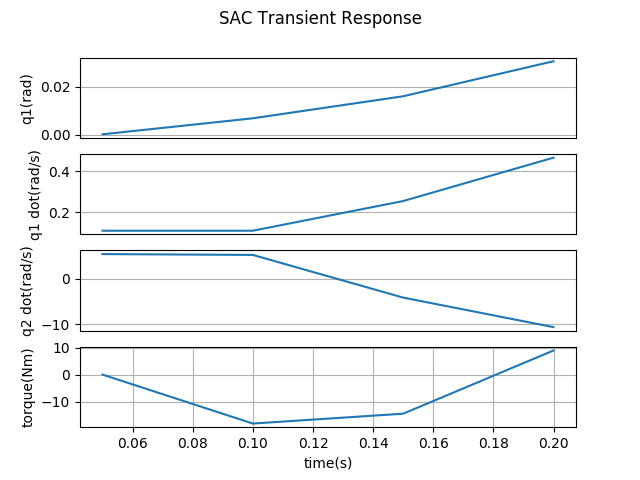 SAC Transient Response
q1(rad)
0.02
0.00
q1 dot(rad/s)
0.4
0.2
q2 dot(rad/s)
0
−10
torque(Nm)
10
0
−10
0.06 0.08 0.10 0.12 0.14 0.16 0.18 0.20
time(s)